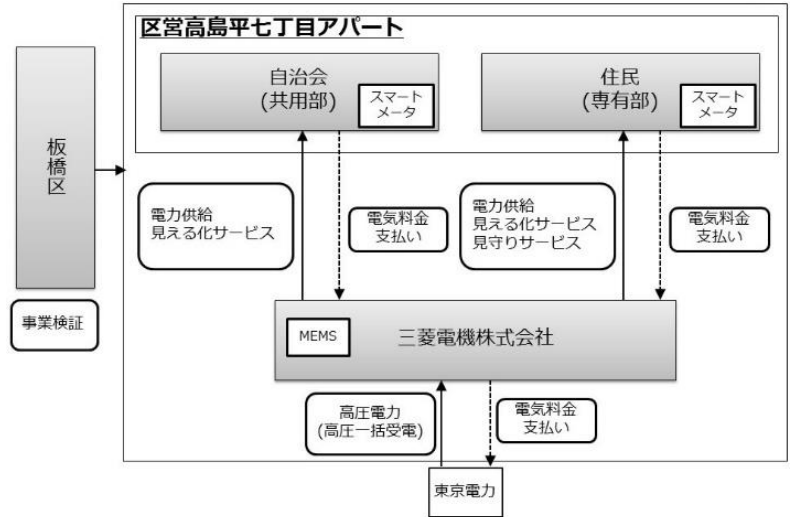 区営高島平七丁目アパート
自治会
(共用部)
スマート
メータ
住民
(専有部)
スマート
メータ
板橋区
事業検証
電力供給
見える化サービス
電気料金
支払い
電力供給
見える化サービス
見守りサービス
電気料金
支払い
MEMS
三菱電機株式会社
高圧電力
(高圧一括受電)
電気料金
支払い
東京電力